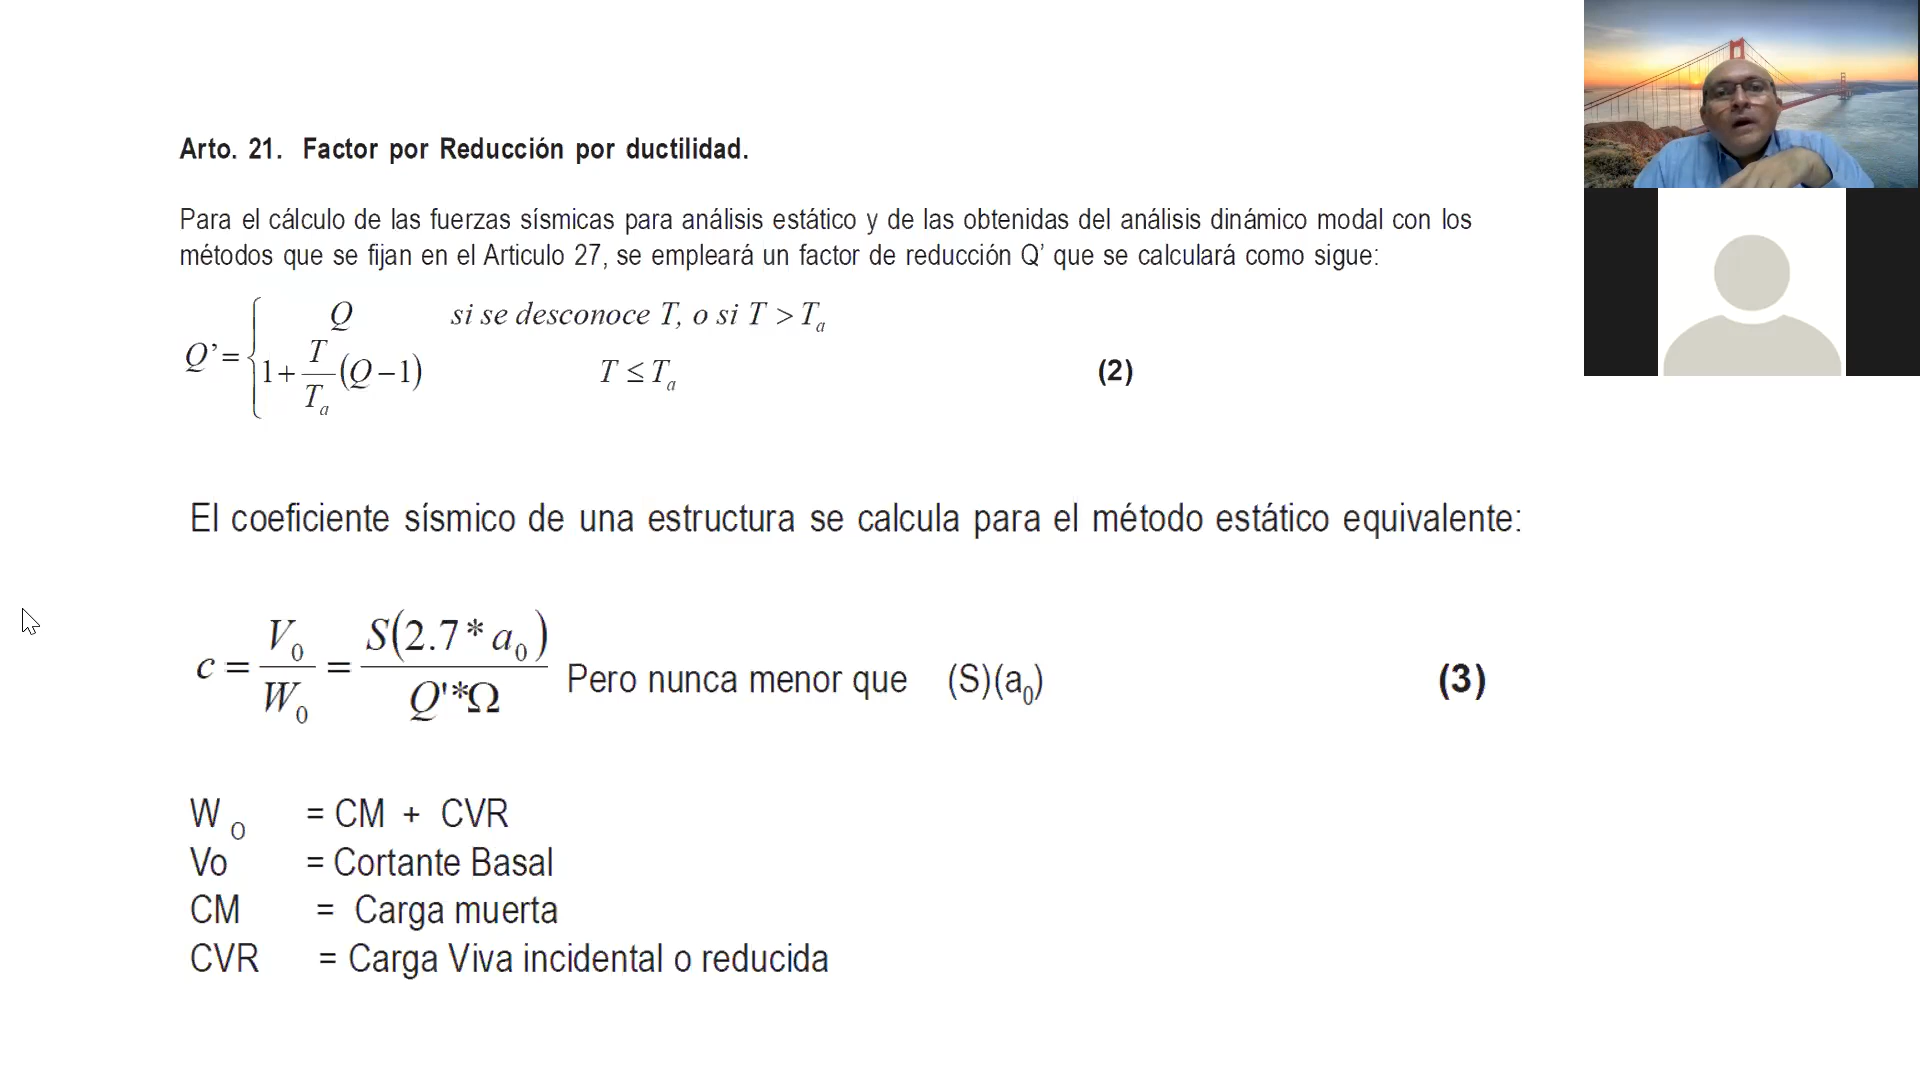 Arto. 21. Factor por Reducción por ductilidad.
Para el cálculo de las fuerzas sísmicas para análisis estático y de las obtenidas del análisis dinámico modal con los
métodos que se fijan en el Articulo 27, se empleará un factor de reducción Q’ que se calculará como sigue:
Q’ = { Q si se desconoce T, o si T > Ta
1 + T/Ta (Q − 1) T ≤ Ta (2)
El coeficiente sísmico de una estructura se calcula para el método estático equivalente:
c = V0/W0 = S(2.7 * a0)/Q'*Ω Pero nunca menor que (S)(a0) (3)
W O = CM + CVR
Vo = Cortante Basal
CM = Carga muerta
CVR = Carga Viva incidental o reducida